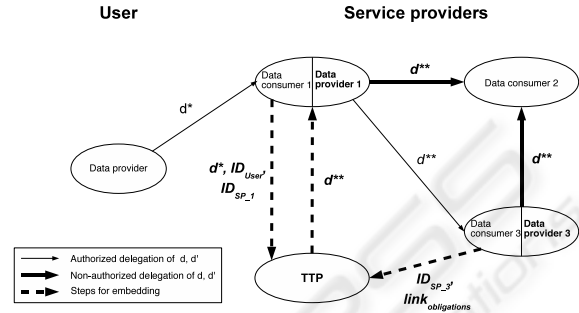 User
Service providers
Data consumer 1
Data provider 1
d**
Data consumer 2
d*
Data provider
d*, ID_User,
ID_SP_1
d**
d**
d**
Data consumer 3
Data provider 3
TTP
ID_SP_3,
link_obligations
Authorized delegation of d, d'
Non-authorized delegation of d, d'
Steps for embedding